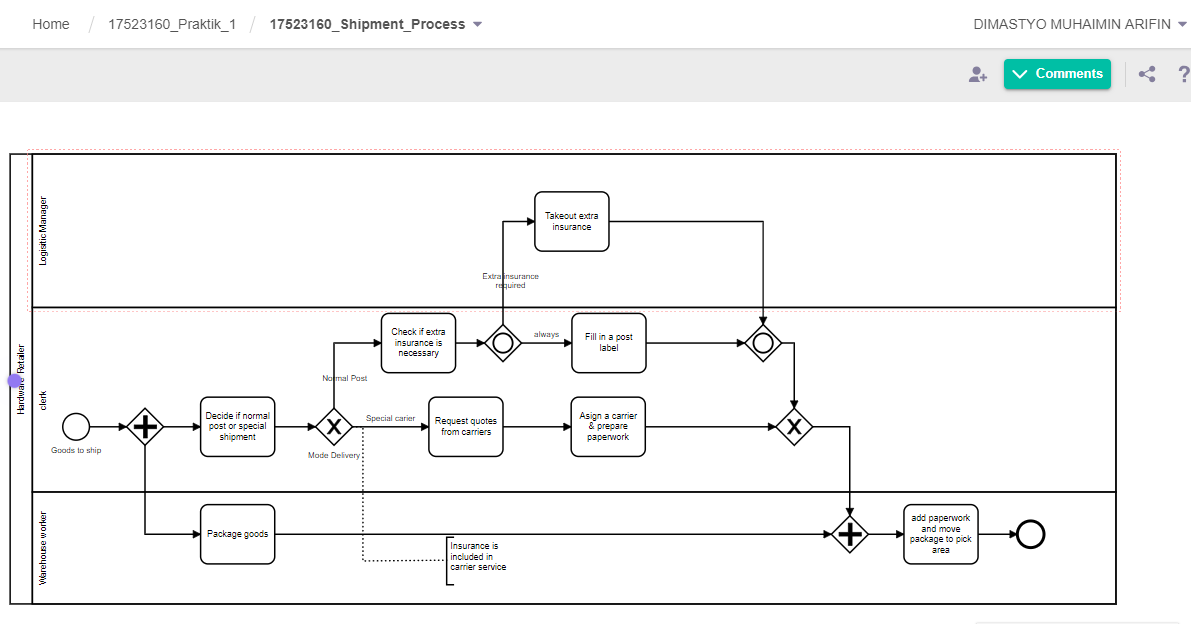 Home / 17523160_Praktik_1 / 17523160_Shipment_Process
DIMASTYO MUHAIMIN ARIFIN
Comments
?
Hardware Retailer
Logistic Manager
Takeout extra
insurance
Extra insurance
required
clerk
Check if extra
insurance is
necessary
always
Fill in a post
label
Normal Post
Goods to ship
Decide if normal
post or special
shipment
Mode Delivery
Special carier
Request quotes
from carriers
Asign a carrier
& prepare
paperwork
Warehouse worker
Package goods
Insurance is
included in
carrier service
add paperwork
and move
package to pick
area